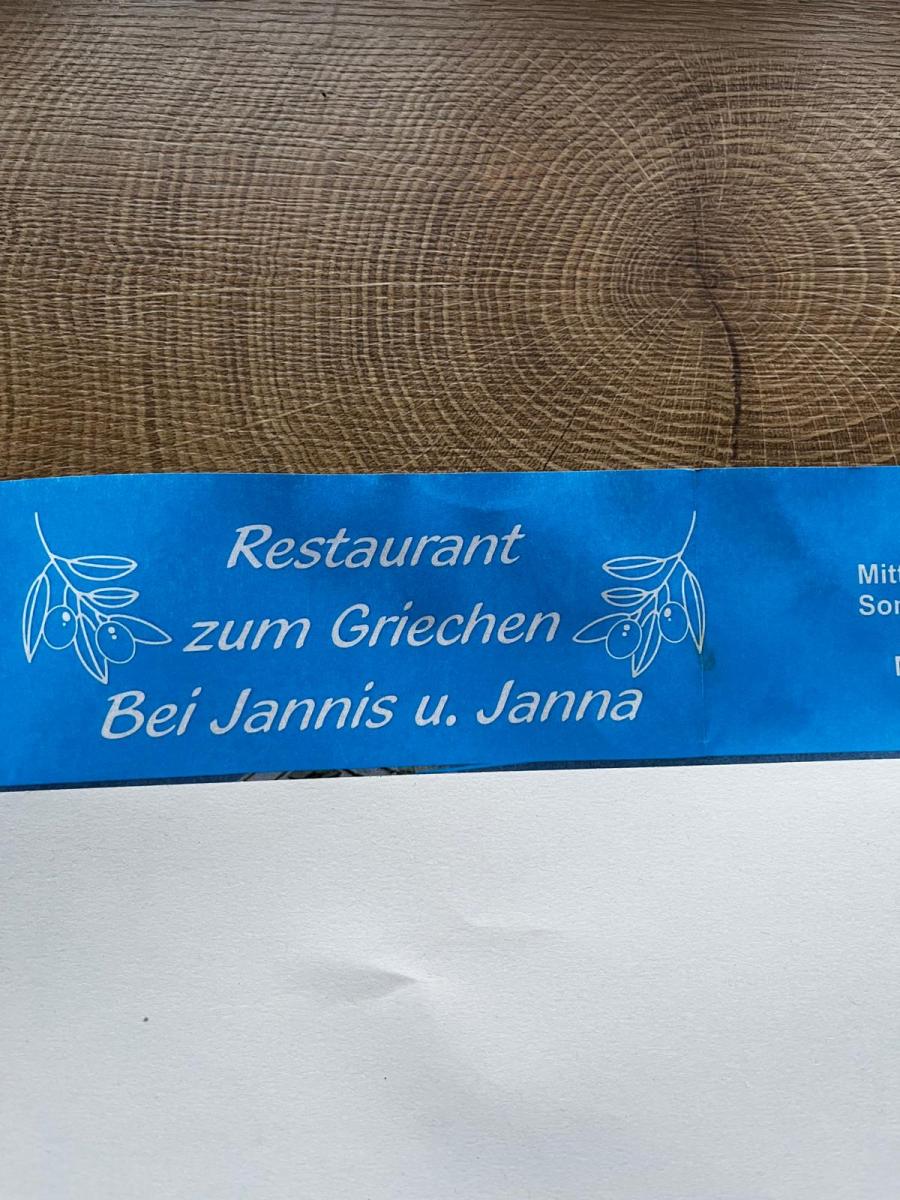 Restaurant
zum Griechen
Bei Jannis u. Janna